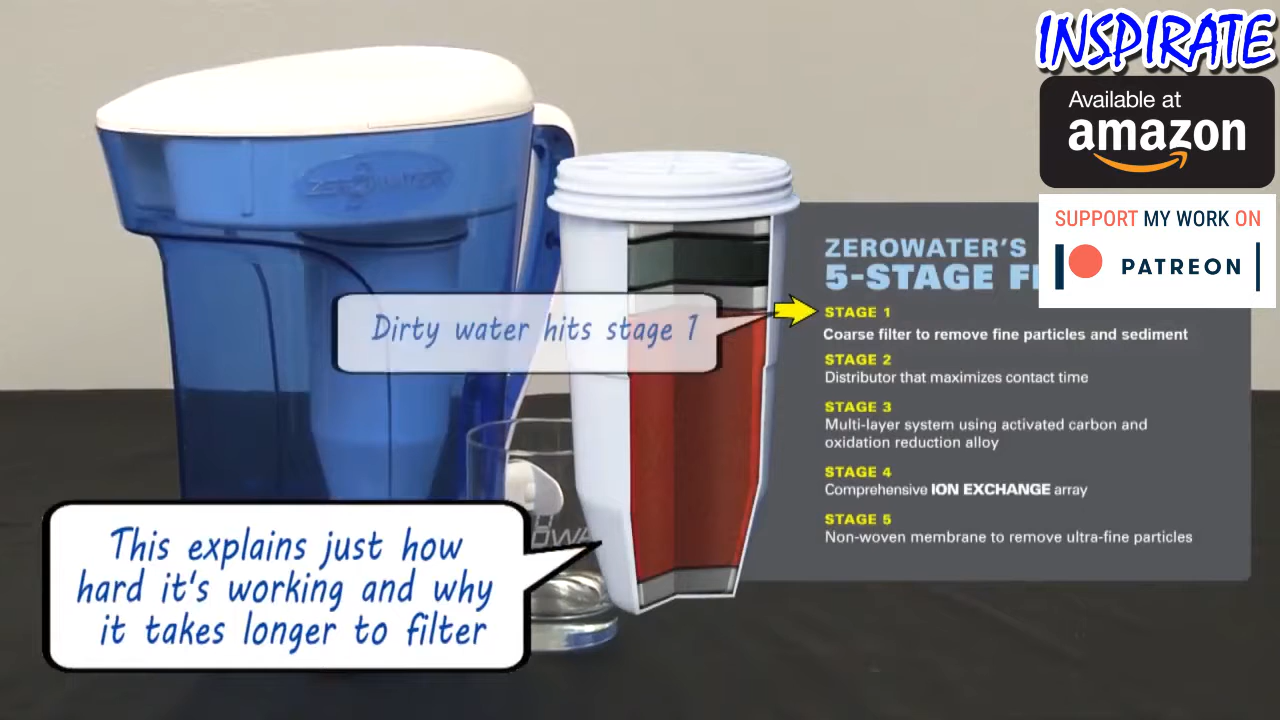 INSPIRATE
Available at
amazon
SUPPORT MY WORK ON
PATREON
ZEROWATER
ZEROWATER'S
5-STAGE
STAGE 1
Coarse filter to remove fine particles and sediment
STAGE 2
Distributor that maximizes contact time
STAGE 3
Multi-layer system using activated carbon and
oxidation reduction alloy
STAGE 4
Comprehensive ION EXCHANGE array
STAGE 5
Non-woven membrane to remove ultra-fine particles
Dirty water hits stage 1
This explains just how
hard it's working and why
it takes longer to filter